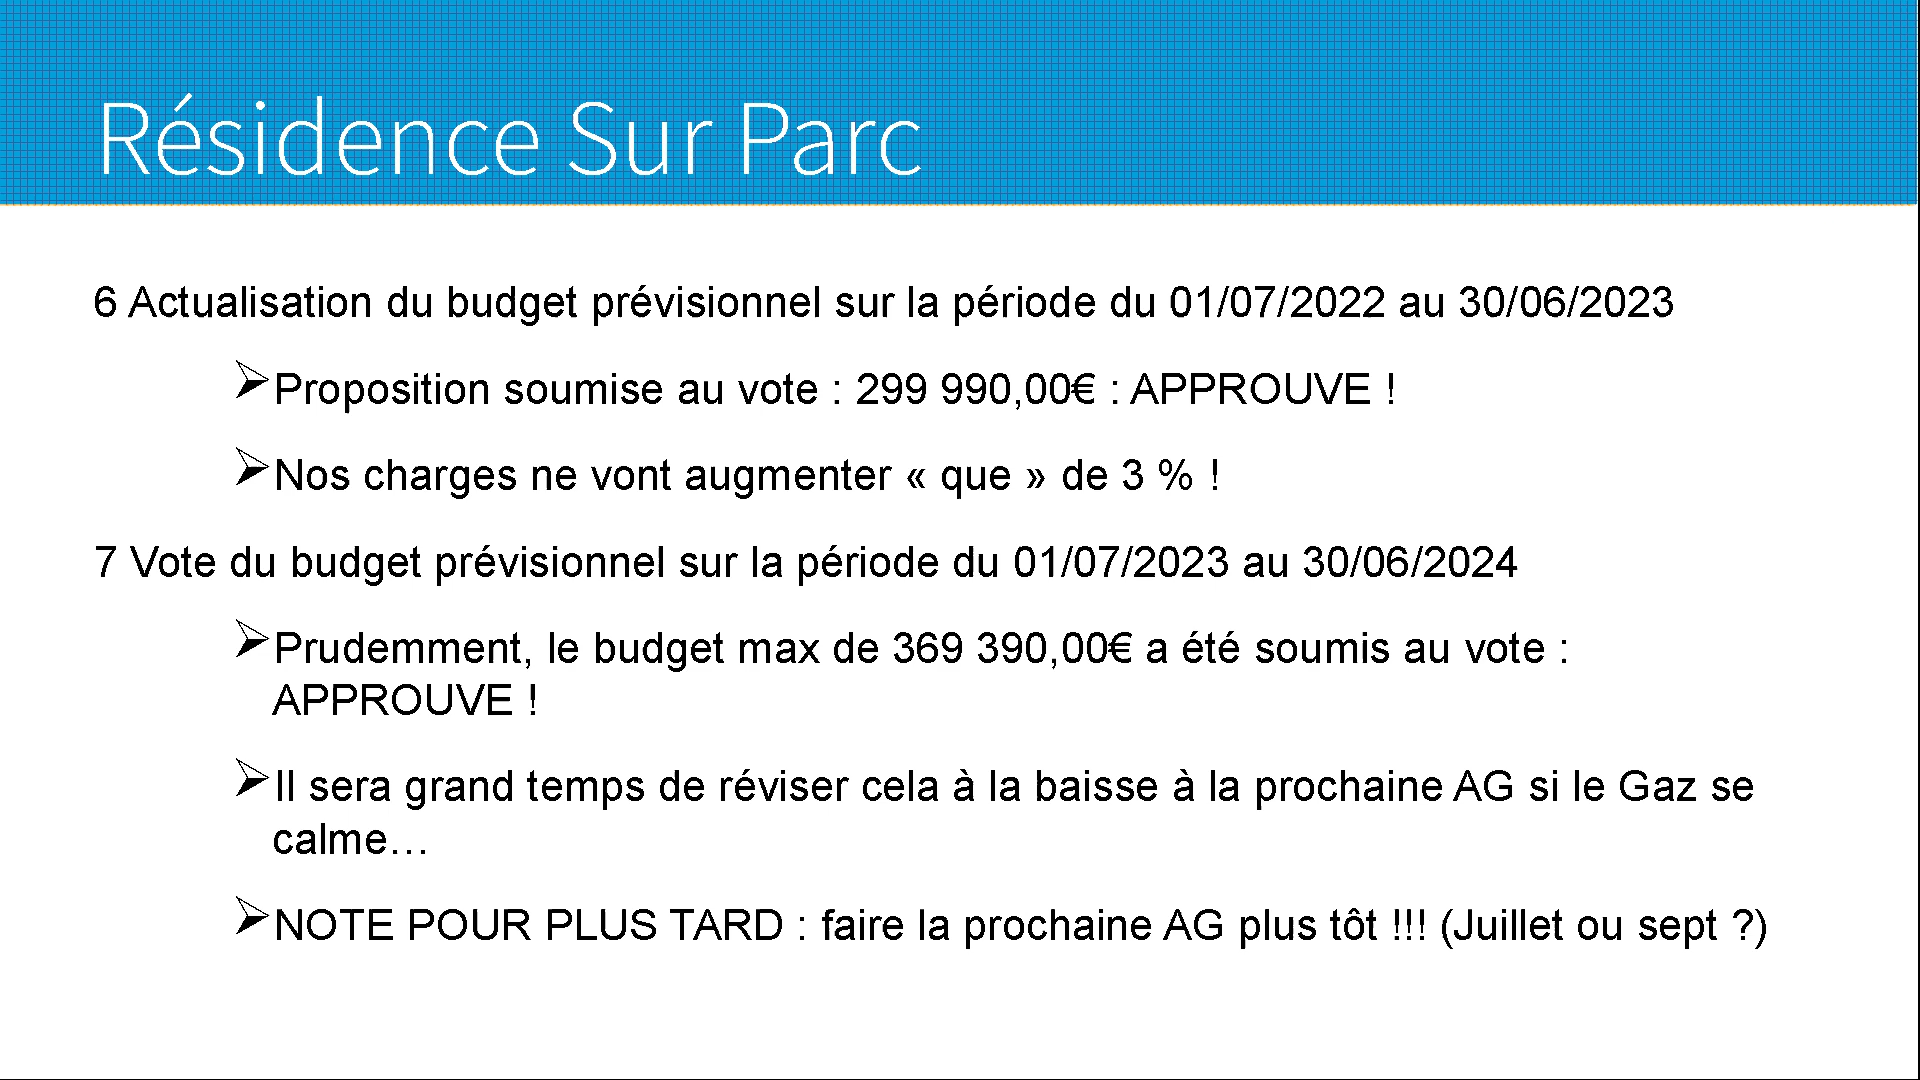 Résidence Sur Parc
6 Actualisation du budget prévisionnel sur la période du 01/07/2022 au 30/06/2023
➢Proposition soumise au vote : 299 990,00€ : APPROUVE !
➢Nos charges ne vont augmenter « que » de 3 % !
7 Vote du budget prévisionnel sur la période du 01/07/2023 au 30/06/2024
➢Prudemment, le budget max de 369 390,00€ a été soumis au vote :
APPROUVE !
➢Il sera grand temps de réviser cela à la baisse à la prochaine AG si le Gaz se
calme…
➢NOTE POUR PLUS TARD : faire la prochaine AG plus tôt !!! (Juillet ou sept ?)